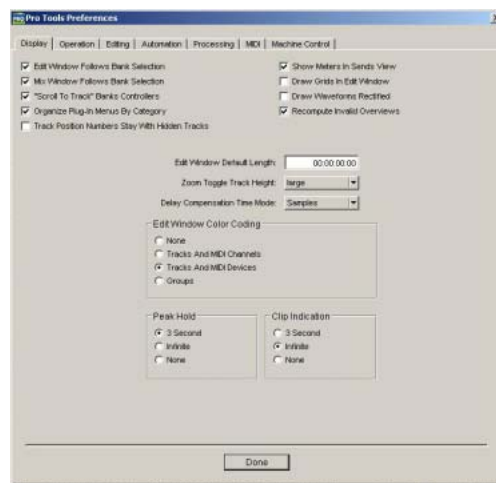 Pro Tools Preferences
Display Operation Editing Automation Processing MIDI Machine Control
Edit Window Follows Bank Selection
Mix Window Follows Bank Selection
"Scroll To Track" Banks Controllers
Organize Plug-In Menus By Category
Track Position Numbers Stay With Hidden Tracks
Show Meters In Sends View
Draw Grids In Edit Window
Draw Waveforms Rectified
Recompute Invalid Overviews
Edit Window Default Length: 00:00:00:00
Zoom Toggle Track Height: large
Delay Compensation Time Mode: Samples
Edit Window Color Coding
None
Tracks And MIDI Channels
Tracks And MIDI Devices
Groups
Peak Hold
3 Second
Infinite
None
Clip Indication
3 Second
Infinite
None
Done